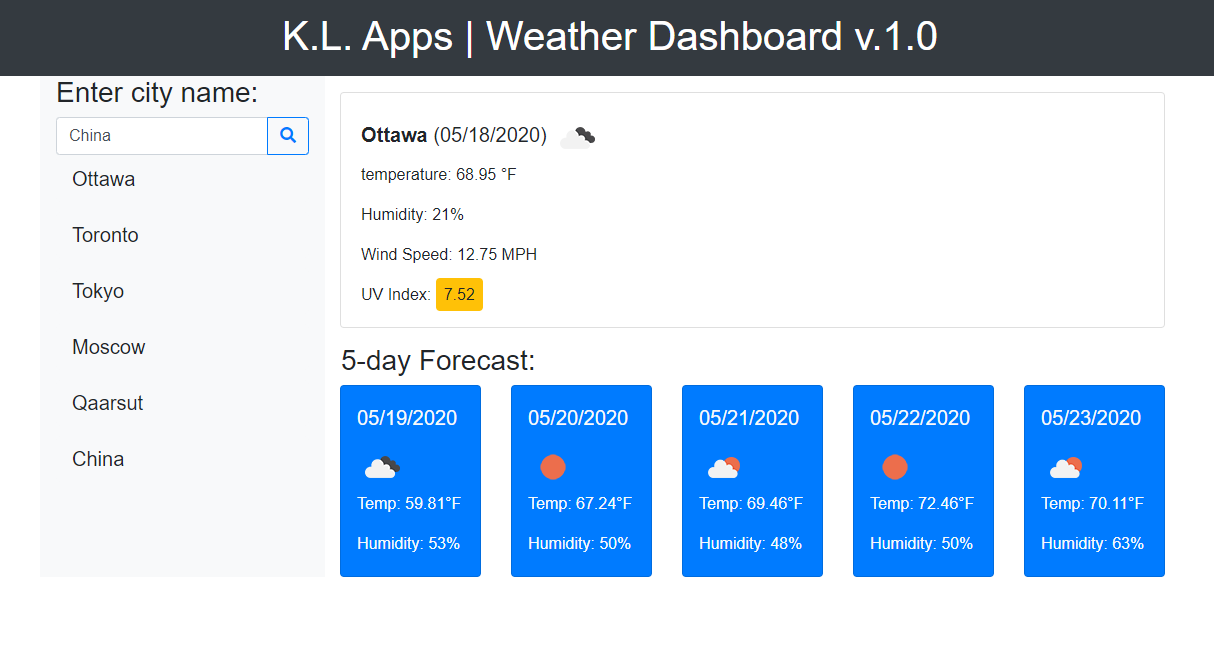 K.L. Apps | Weather Dashboard v.1.0
Enter city name:
China
Ottawa
Toronto
Tokyo
Moscow
Qaarsut
China
Ottawa (05/18/2020)
temperature: 68.95 °F
Humidity: 21%
Wind Speed: 12.75 MPH
UV Index: 7.52
5-day Forecast:
05/19/2020
Temp: 59.81°F
Humidity: 53%
05/20/2020
Temp: 67.24°F
Humidity: 50%
05/21/2020
Temp: 69.46°F
Humidity: 48%
05/22/2020
Temp: 72.46°F
Humidity: 50%
05/23/2020
Temp: 70.11°F
Humidity: 63%